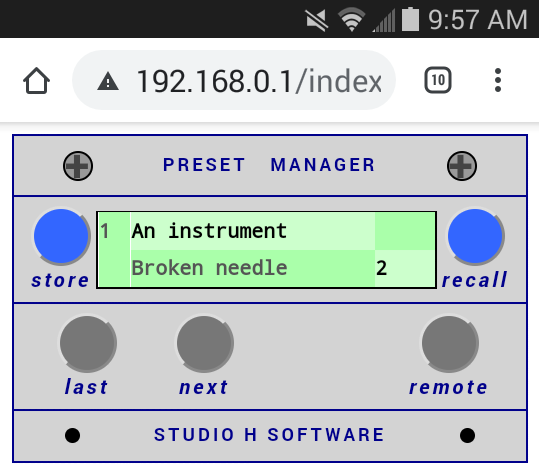 9:57 AM
192.168.0.1/index
10
PRESET MANAGER
1 An instrument
Broken needle 2
store
recall
last
next
remote
STUDIO H SOFTWARE